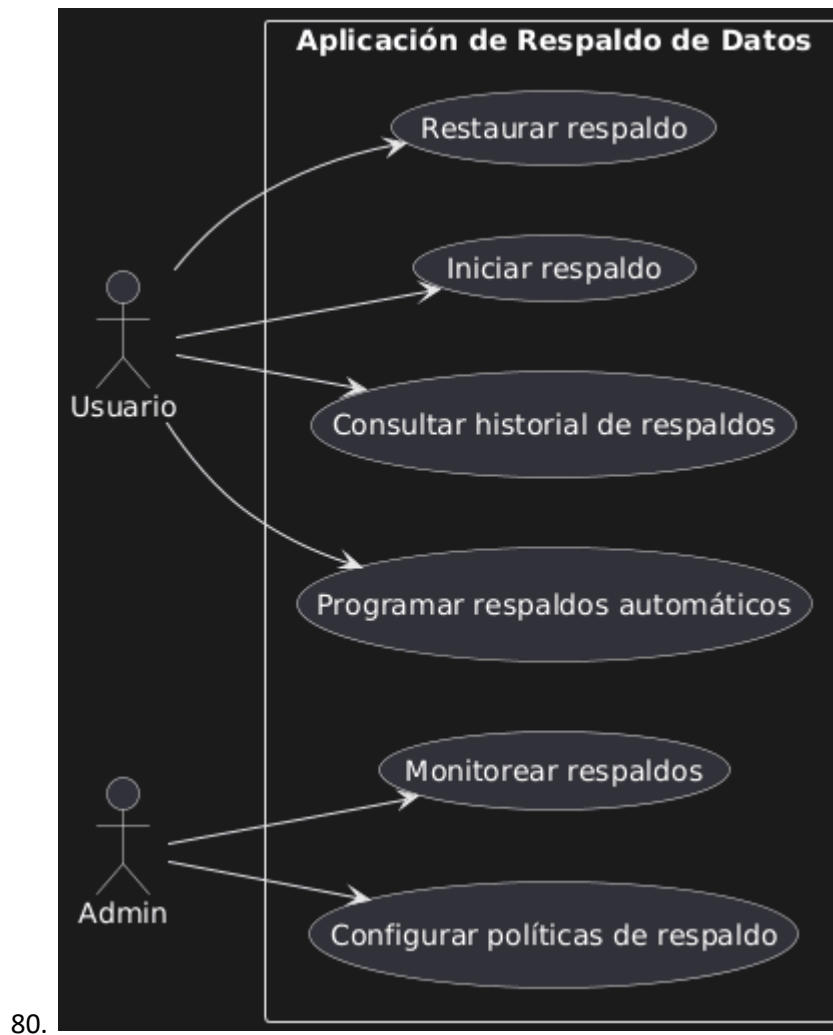 Aplicación de Respaldo de Datos
Restaurar respaldo
Iniciar respaldo
Usuario
Consultar historial de respaldos
Programar respaldos automáticos
Monitorear respaldos
Admin
Configurar políticas de respaldo
80.